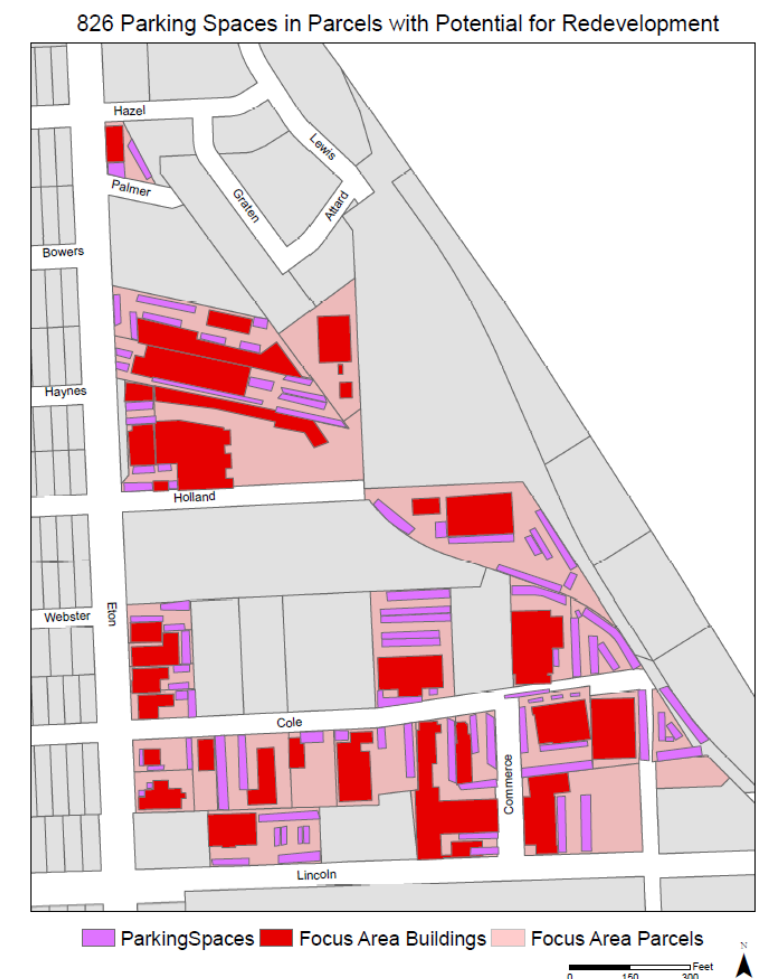 826 Parking Spaces in Parcels with Potential for Redevelopment
Hazel
Lewis
Palmer
Graten
Attard
Bowers
Haynes
Holland
Eton
Webster
Cole
Commerce
Lincoln
ParkingSpaces Focus Area Buildings Focus Area Parcels
N
Feet
0 150 300